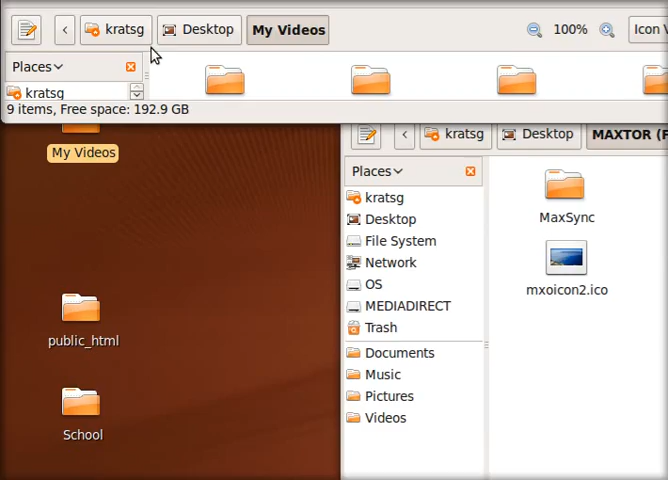 kratsg Desktop My Videos 100% Icon V
Places
kratsg
9 items, Free space: 192.9 GB
My Videos
public_html
School
kratsg Desktop MAXTOR (F
Places
kratsg
Desktop
File System
Network
OS
MEDIADIRECT
Trash
Documents
Music
Pictures
Videos
MaxSync
mxoicon2.ico